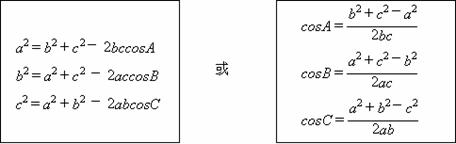 a² = b² + c² − 2bccosA
b² = a² + c² − 2accosB
c² = a² + b² − 2abcosC
或
cosA = (b² + c² − a²)/2bc
cosB = (a² + c² − b²)/2ac
cosC = (a² + b² − c²)/2ab